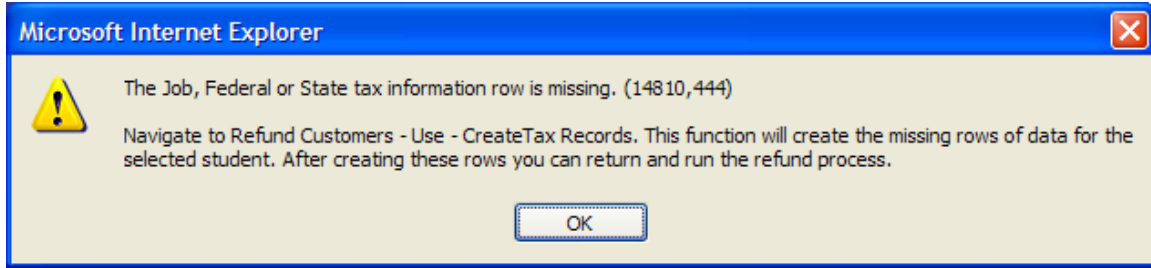 Microsoft Internet Explorer
The Job, Federal or State tax information row is missing. (14810,444)
Navigate to Refund Customers - Use - CreateTax Records. This function will create the missing rows of data for the
selected student. After creating these rows you can return and run the refund process.
OK